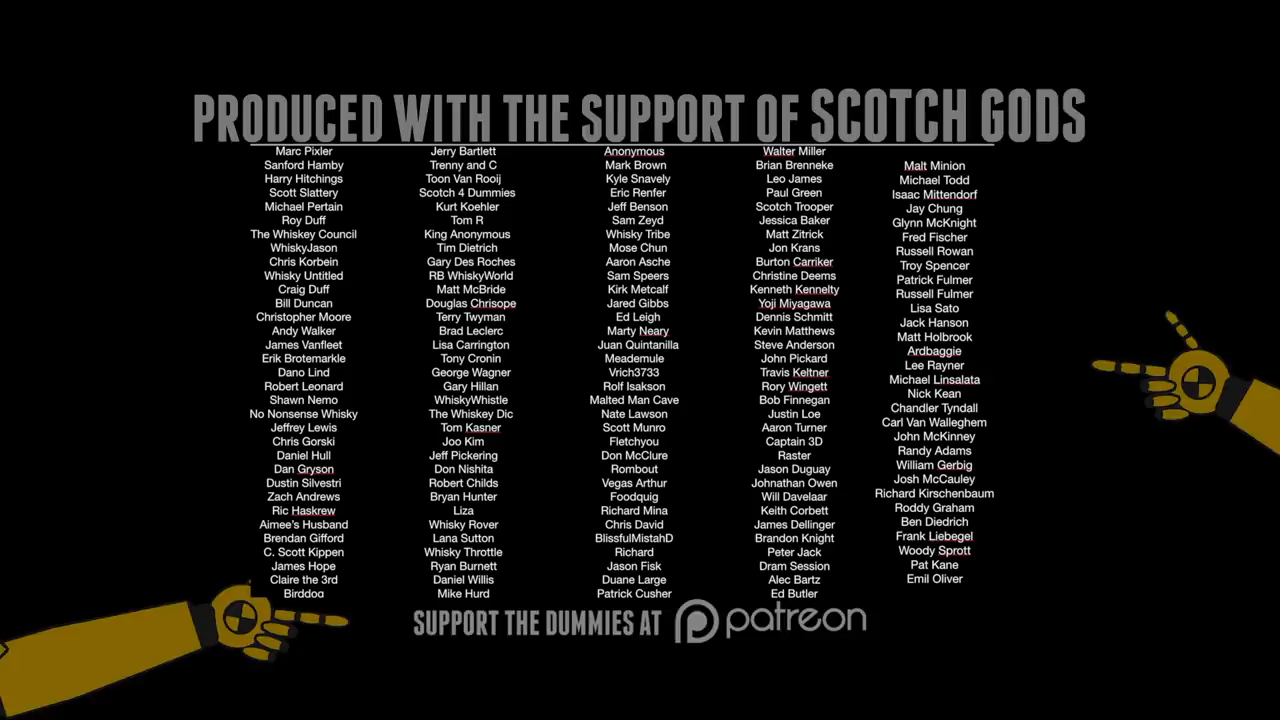 PRODUCED WITH THE SUPPORT OF SCOTCH GODS
Marc Pixler
Sanford Hamby
Harry Hitchings
Scott Slattery
Michael Pertain
Roy Duff
The Whiskey Council
WhiskyJason
Chris Korbein
Whisky Untitled
Craig Duff
Bill Duncan
Christopher Moore
Andy Walker
James Vanfleet
Erik Brotemarkle
Dano Lind
Robert Leonard
Shawn Nemo
No Nonsense Whisky
Jeffrey Lewis
Chris Gorski
Daniel Hull
Dan Gryson
Dustin Silvestri
Zach Andrews
Ric Haskrew
Aimee's Husband
Brendan Gifford
C. Scott Kippen
James Hope
Claire the 3rd
Birddog
Jerry Bartlett
Trenny and C
Toon Van Rooij
Scotch 4 Dummies
Kurt Koehler
Tom R
King Anonymous
Tim Dietrich
Gary Des Roches
RB WhiskyWorld
Matt McBride
Douglas Chrisope
Terry Twyman
Brad Leclerc
Lisa Carrington
Tony Cronin
George Wagner
Gary Hillan
WhiskyWhistle
The Whiskey Dic
Tom Kasner
Joo Kim
Jeff Pickering
Don Nishita
Robert Childs
Bryan Hunter
Liza
Whisky Rover
Lana Sutton
Whisky Throttle
Ryan Burnett
Daniel Willis
Mike Hurd
Anonymous
Mark Brown
Kyle Snavely
Eric Renfer
Jeff Benson
Sam Zeyd
Whisky Tribe
Mose Chun
Aaron Asche
Sam Speers
Kirk Metcalf
Jared Gibbs
Ed Leigh
Marty Neary
Juan Quintanilla
Meademule
Vrich3733
Rolf Isakson
Malted Man Cave
Nate Lawson
Scott Munro
Fletchyou
Don McClure
Rombout
Vegas Arthur
Foodquig
Richard Mina
Chris David
BlissfulMistahD
Richard
Jason Fisk
Duane Large
Patrick Cusher
Walter Miller
Brian Brenneke
Leo James
Paul Green
Scotch Trooper
Jessica Baker
Matt Zitrick
Jon Krans
Burton Carriker
Christine Deems
Kenneth Kennelty
Yoji Miyagawa
Dennis Schmitt
Kevin Matthews
Steve Anderson
John Pickard
Travis Keltner
Rory Wingett
Bob Finnegan
Justin Loe
Aaron Turner
Captain 3D
Raster
Jason Duguay
Johnathan Owen
Will Davelaar
Keith Corbett
James Dellinger
Brandon Knight
Peter Jack
Dram Session
Alec Bartz
Ed Butler
Malt Minion
Michael Todd
Isaac Mittendorf
Jay Chung
Glynn McKnight
Fred Fischer
Russell Rowan
Troy Spencer
Patrick Fulmer
Russell Fulmer
Lisa Sato
Jack Hanson
Matt Holbrook
Ardbaggie
Lee Rayner
Michael Linsalata
Nick Kean
Chandler Tyndall
Carl Van Walleghem
John McKinney
Randy Adams
William Gerbig
Josh McCauley
Richard Kirschenbaum
Roddy Graham
Ben Diedrich
Frank Liebegel
Woody Sprott
Pat Kane
Emil Oliver
SUPPORT THE DUMMIES AT patreon